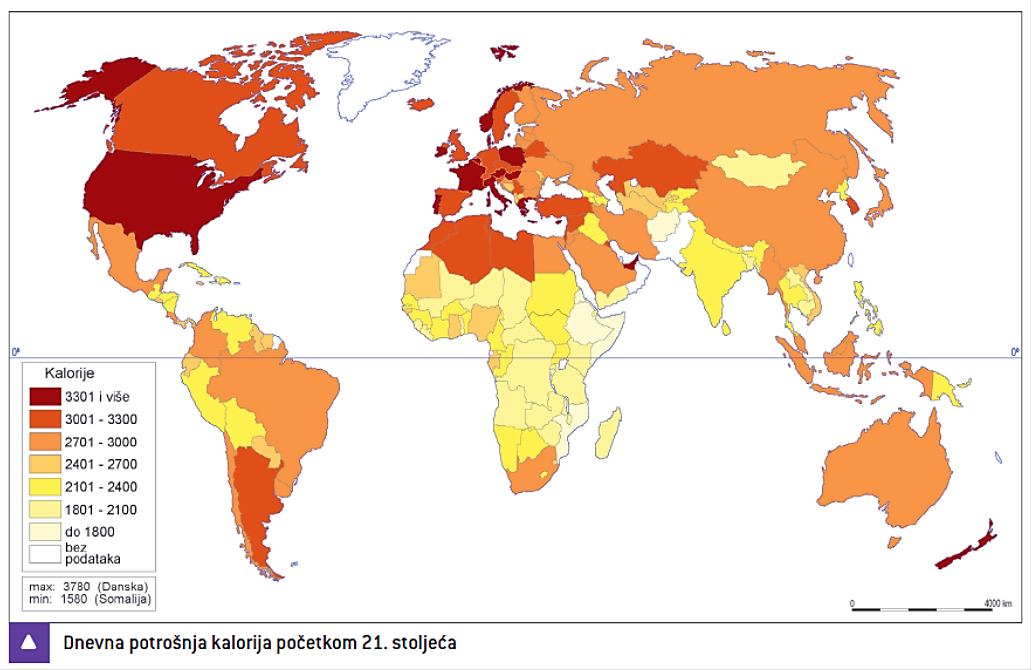 0°
0°
Kalorije
3301 i više
3001 - 3300
2701 - 3000
2401 - 2700
2101 - 2400
1801 - 2100
do 1800
bez
podataka
max: 3780 (Danska)
min: 1580 (Somalija)
0
4000 km
Dnevna potrošnja kalorija početkom 21. stoljeća